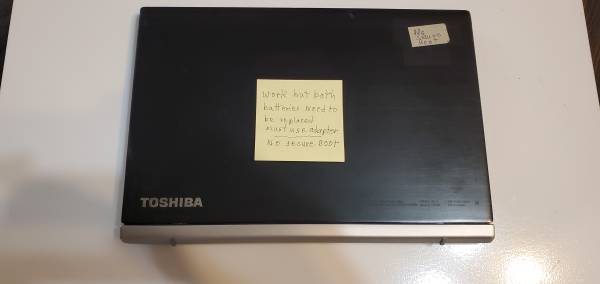 No
secure
Boot
work but both
batteries need to
be replaced
must use adapter
No secure Boot
TOSHIBA